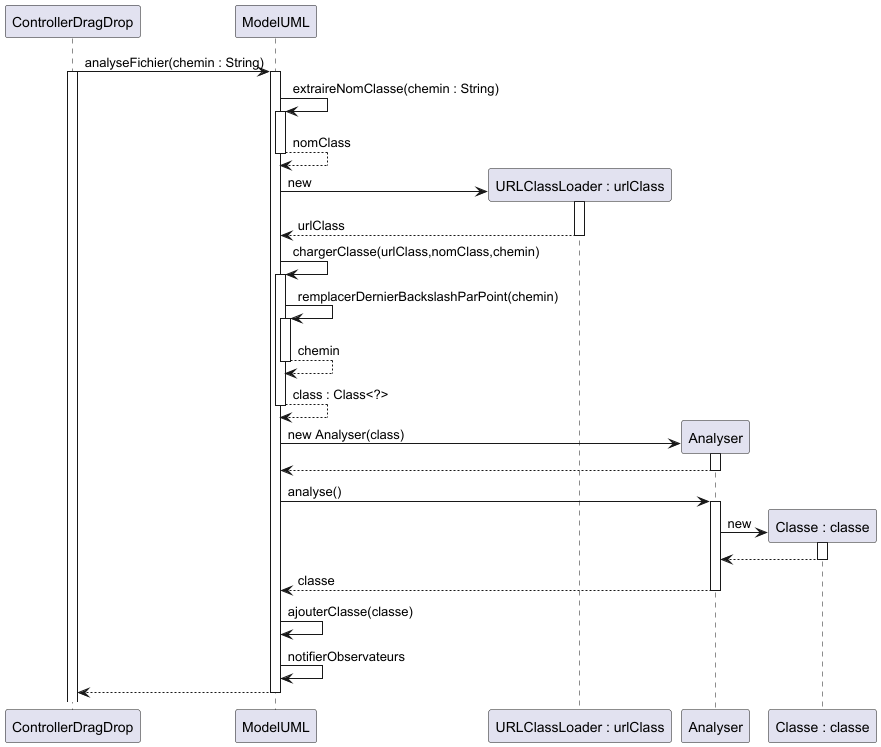 ControllerDragDrop
ModelUML
analyseFichier(chemin : String)
extraireNomClasse(chemin : String)
nomClass
new
URLClassLoader : urlClass
urlClass
chargerClasse(urlClass,nomClass,chemin)
remplacerDernierBackslashParPoint(chemin)
chemin
class : Class<?>
new Analyser(class)
Analyser
analyse()
new
Classe : classe
classe
ajouterClasse(classe)
notifierObservateurs
ControllerDragDrop
ModelUML
URLClassLoader : urlClass
Analyser
Classe : classe